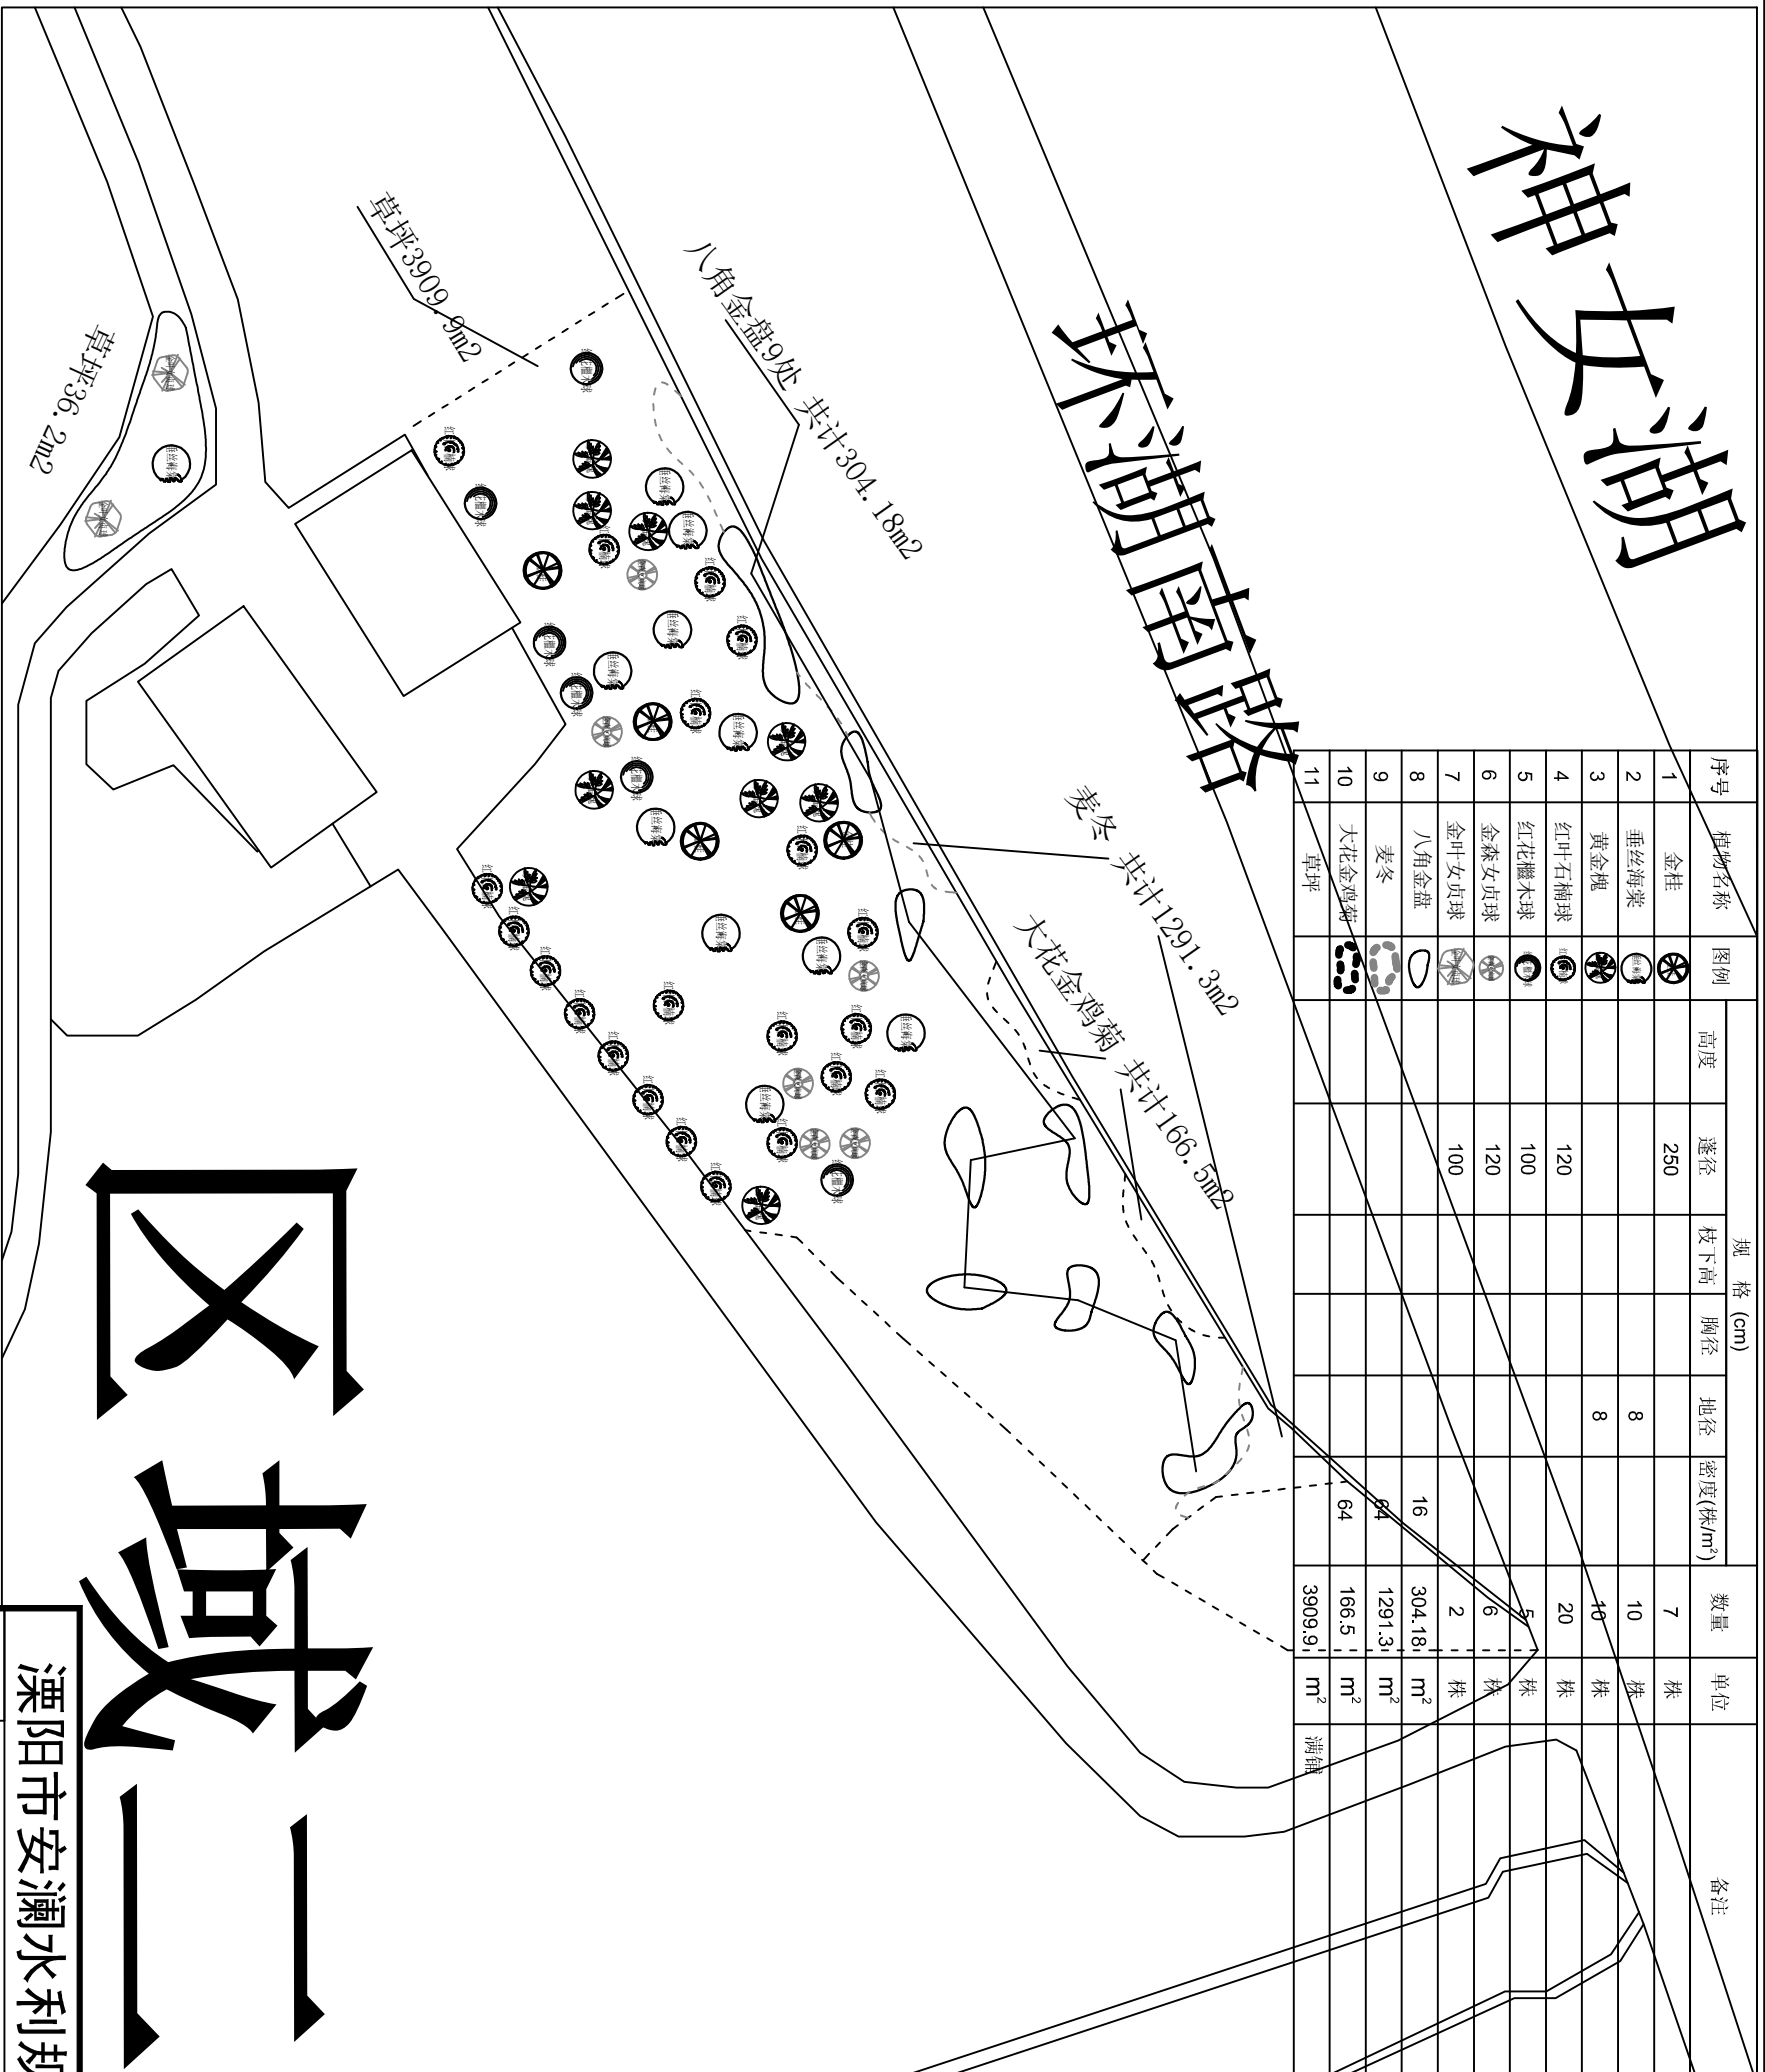 神女湖
环湖南路
草坪3909.9m2
八角金盘9处 共计304.18m2
草坪36.2m2
麦冬 共计1291.3m2
大花金鸡菊 共计166.5m2
序号 植物名称 图例 规 格 (cm) 数量 单位 备注
高度 蓬径 枝下高 胸径 地径 密度(株/m²)
1 金桂 250 7 株
2 垂丝海棠 8 10 株
3 黄金槐 8 10 株
4 红叶石楠球 120 20 株
5 红花檵木球 100 5 株
6 金森女贞球 120 6 株
7 金叶女贞球 100 2 株
8 八角金盘 16 304.18 m²
9 麦冬 64 1291.3 m²
10 大花金鸡菊 64 166.5 m²
11 草坪 3909.9 m² 满铺
区域二
溧阳市安澜水利规